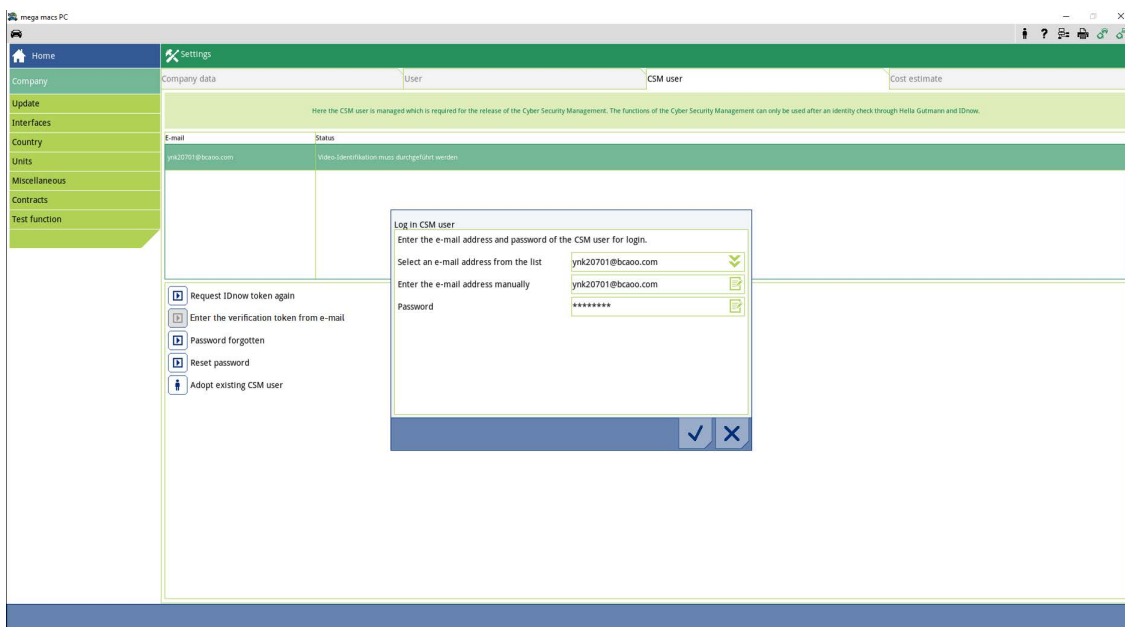 mega macs PC
Home
Settings
Company
Company data
User
CSM user
Cost estimate
Update
Interfaces
Country
Units
Miscellaneous
Contracts
Test function
Here the CSM user is managed which is required for the release of the Cyber Security Management. The functions of the Cyber Security Management can only be used after an identity check through Hella Gutmann and IDnow.
E-mail
Status
ynk20701@bcaoo.com
Video-Identifikation muss durchgeführt werden
Log in CSM user
Enter the e-mail address and password of the CSM user for login.
Select an e-mail address from the list
ynk20701@bcaoo.com
Enter the e-mail address manually
ynk20701@bcaoo.com
Password
********
Request IDnow token again
Enter the verification token from e-mail
Password forgotten
Reset password
Adopt existing CSM user